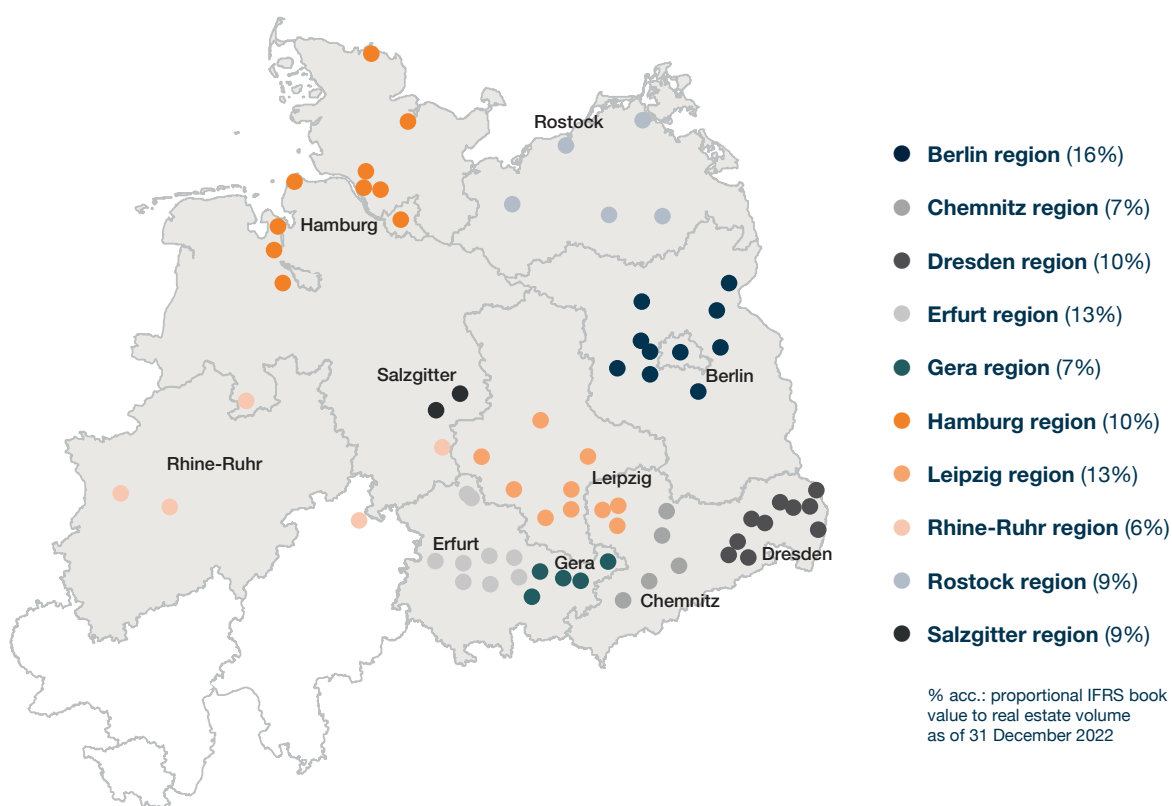 Rostock
Hamburg
Salzgitter
Berlin
Rhine-Ruhr
Leipzig
Erfurt
Gera
Dresden
Chemnitz
Berlin region (16%)
Chemnitz region (7%)
Dresden region (10%)
Erfurt region (13%)
Gera region (7%)
Hamburg region (10%)
Leipzig region (13%)
Rhine-Ruhr region (6%)
Rostock region (9%)
Salzgitter region (9%)
% acc.: proportional IFRS book
value to real estate volume
as of 31 December 2022